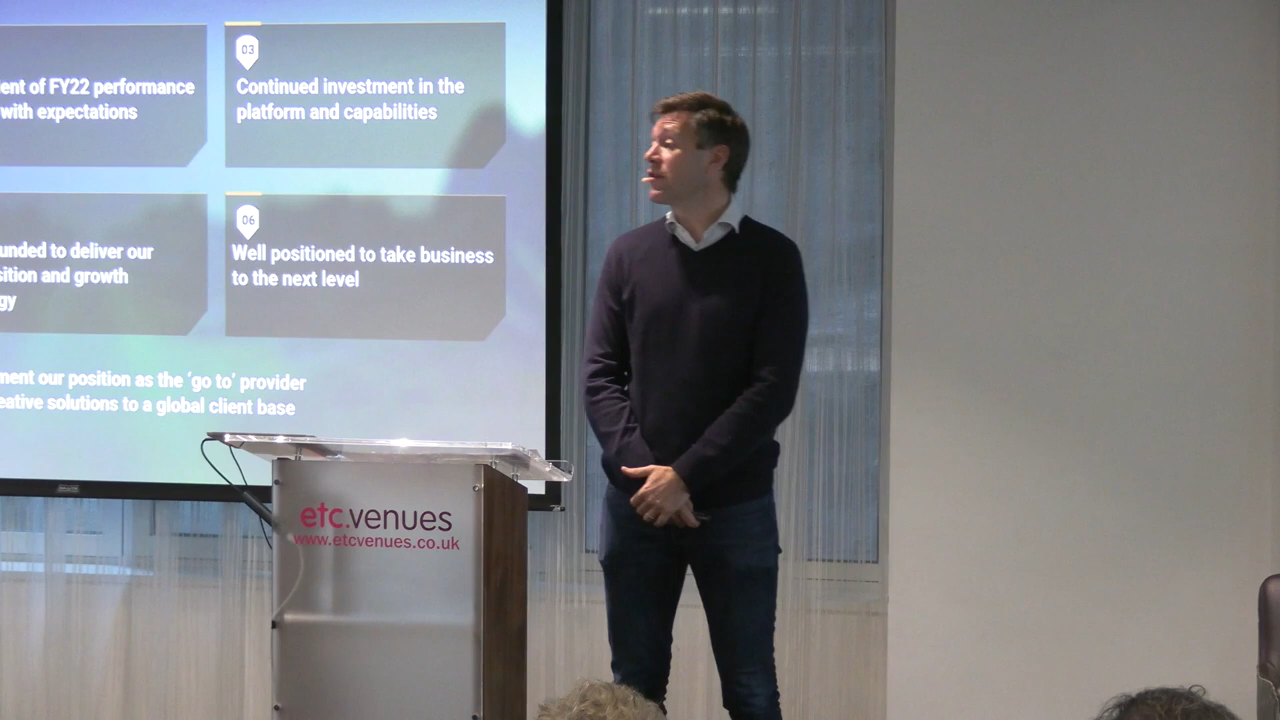 ent of FY22 performance
with expectations
03
Continued investment in the
platform and capabilities
unded to deliver our
sition and growth
gy
06
Well positioned to take business
to the next level
ment our position as the ‘go to’ provider
eative solutions to a global client base
etc.venues
www.etcvenues.co.uk